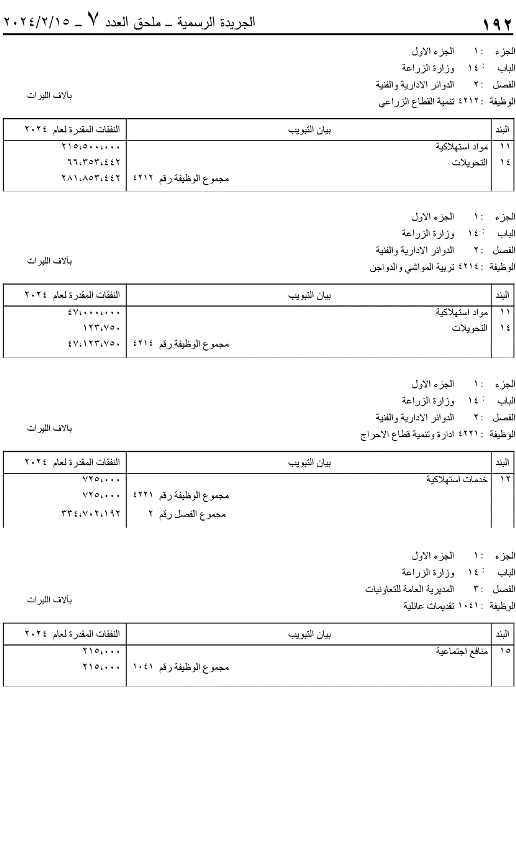 ١٩٢ الجريدة الرسمية – ملحق العدد ٧ – ٢٠٢٤/٢/١٥
الجزء : ١ الجزء الاول
الباب : ١٤ وزارة الزراعة
الفصل : ٢ الدوائر الادارية والفنية
الوظيفة : ٤٢١٢ تنمية القطاع الزراعي
بآلاف الليرات
البند بيان التبويب النفقات المقدرة لعام ٢٠٢٤
١١ مواد استهلاكية ٢١٥،٥٠٠،٠٠٠
١٤ التحويلات ٦٦،٣٥٣،٤٤٢
مجموع الوظيفة رقم ٤٢١٢ ٢٨١،٨٥٣،٤٤٢
الجزء : ١ الجزء الاول
الباب : ١٤ وزارة الزراعة
الفصل : ٢ الدوائر الادارية والفنية
الوظيفة : ٤٢١٤ تربية المواشي والدواجن
بآلاف الليرات
البند بيان التبويب النفقات المقدرة لعام ٢٠٢٤
١١ مواد استهلاكية ٤٧،٠٠٠،٠٠٠
١٤ التحويلات ١٢٣،٧٥٠
مجموع الوظيفة رقم ٤٢١٤ ٤٧،١٢٣،٧٥٠
الجزء : ١ الجزء الاول
الباب : ١٤ وزارة الزراعة
الفصل : ٢ الدوائر الادارية والفنية
الوظيفة : ٤٢٢١ ادارة وتنمية قطاع الاحراج
بآلاف الليرات
البند بيان التبويب النفقات المقدرة لعام ٢٠٢٤
١٢ خدمات استهلاكية ٧٢٥،٠٠٠
مجموع الوظيفة رقم ٤٢٢١ ٧٢٥،٠٠٠
مجموع الفصل رقم ٢ ٣٣٤،٧٠٢،١٩٢
الجزء : ١ الجزء الاول
الباب : ١٤ وزارة الزراعة
الفصل : ٣ المديرية العامة للتعاونيات
الوظيفة : ١٠٤١ تقديمات عائلية
بآلاف الليرات
البند بيان التبويب النفقات المقدرة لعام ٢٠٢٤
١٥ منافع اجتماعية ٢١٥،٠٠٠
مجموع الوظيفة رقم ١٠٤١ ٢١٥،٠٠٠